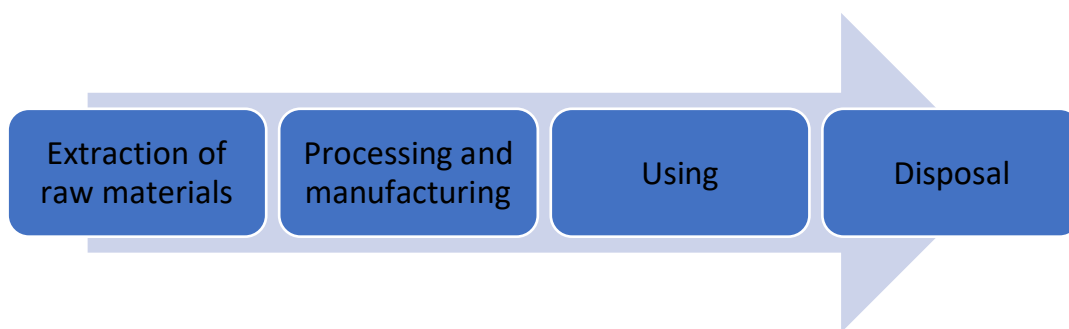 Extraction of
raw materials
Processing and
manufacturing
Using
Disposal